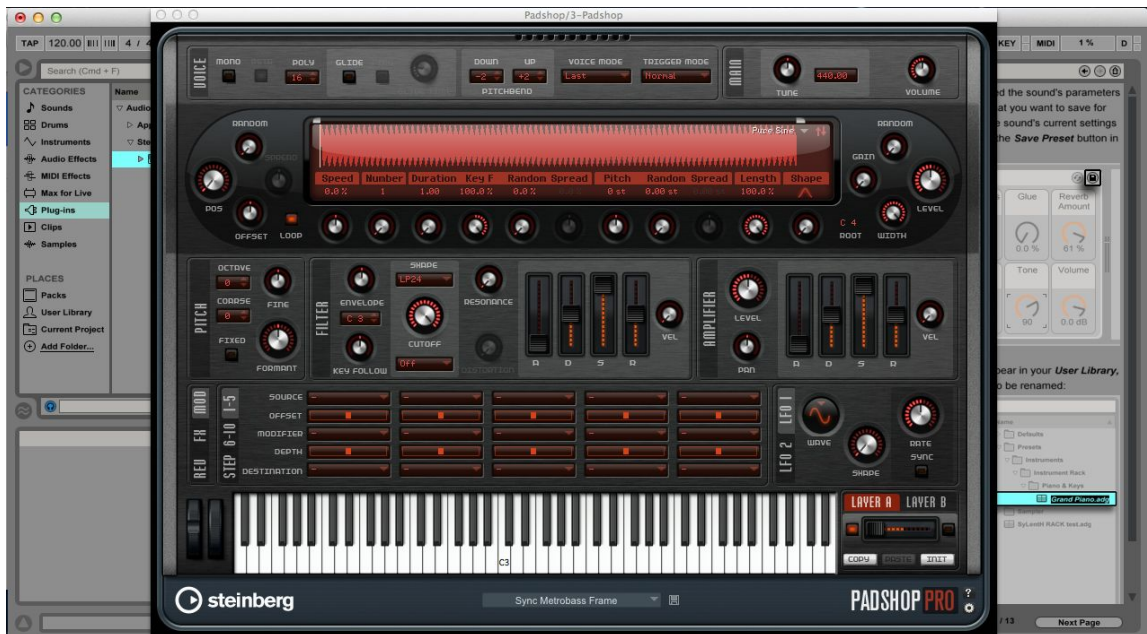 Padshop/3-Padshop
TAP 120.00 4 / 4
KEY MIDI 1 % D
Search (Cmd + F)
CATEGORIES
Sounds
Drums
Instruments
Audio Effects
MIDI Effects
Max for Live
Plug-ins
Clips
Samples
PLACES
Packs
User Library
Current Project
Add Folder...
Name
Audio
App
Ste
VOICE
MONO
POLY
16
GLIDE
DOWN
-2
UP
+2
PITCHBEND
VOICE MODE
Last
TRIGGER MODE
Normal
MAIN
TUNE
440.00
VOLUME
RANDOM
SPREAD
POS
OFFSET
LOOP
Pure Sine
Speed Number Duration Key F Random Spread Pitch Random Spread Length Shape
0.0 % 1 1.00 100.0 % 0.0 % 0 st 0.00 st 100.0 %
RANDOM
GAIN
LEVEL
C 4
ROOT
WIDTH
PITCH
OCTAVE
0
COARSE
0
FINE
FIXED
FORMANT
FILTER
ENVELOPE
C 3
KEY FOLLOW
SHAPE
LP24
CUTOFF
Off
RESONANCE
DISTORTION
A D S R
VEL
AMPLIFIER
LEVEL
PAN
A D S R
VEL
REV FX MOD
STEP 6-10 1-5
SOURCE
OFFSET
MODIFIER
DEPTH
DESTINATION
LFO 1
LFO 2
WAVE
SHAPE
RATE
SYNC
C3
LAYER A LAYER B
COPY PASTE INIT
steinberg
Sync Metrobass Frame
PADSHOP PRO
?
d the sound's parameters
at you want to save for
e sound's current settings
the Save Preset button in
Glue
0.0 %
Reverb Amount
61 %
Tone
90
Volume
0.0 dB
pear in your User Library,
o be renamed:
Defaults
Presets
Instruments
Instrument Rack
Piano & Keys
Grand Piano.adg
Sampler
SyLentH RACK test.adg
/ 13
Next Page